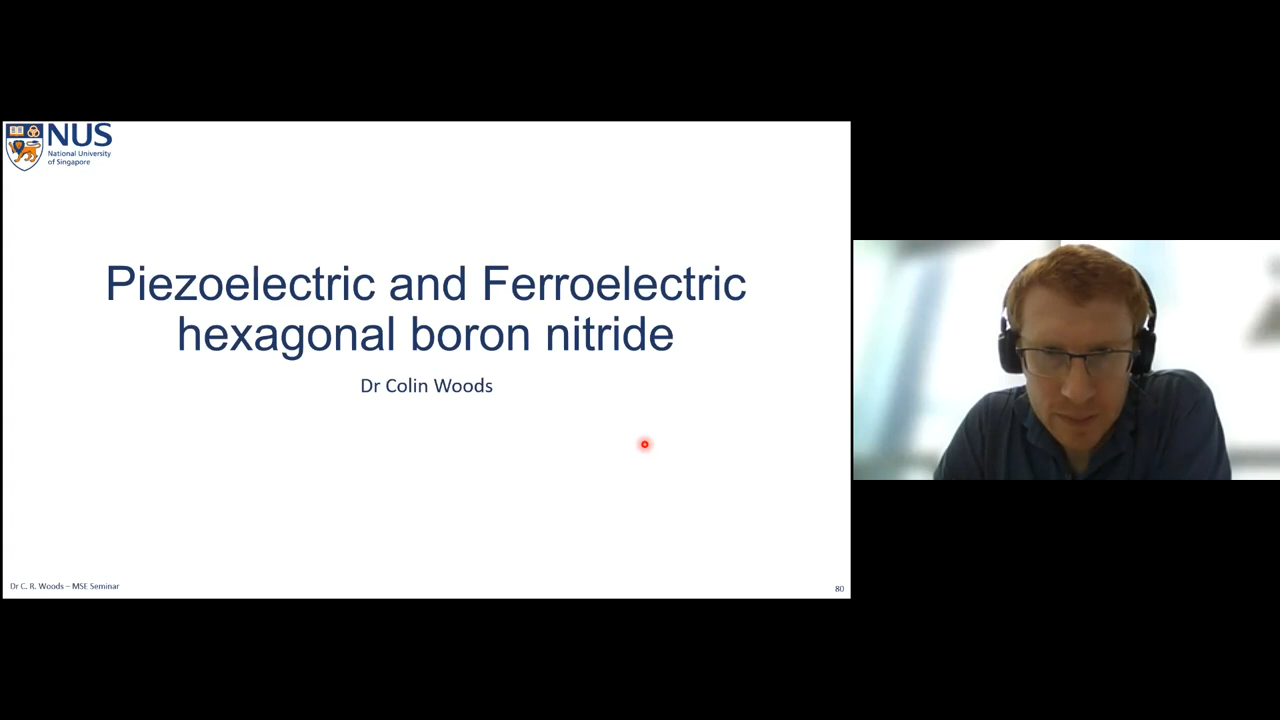 NUS
National University
of Singapore
Piezoelectric and Ferroelectric
hexagonal boron nitride
Dr Colin Woods
Dr C. R. Woods – MSE Seminar
80